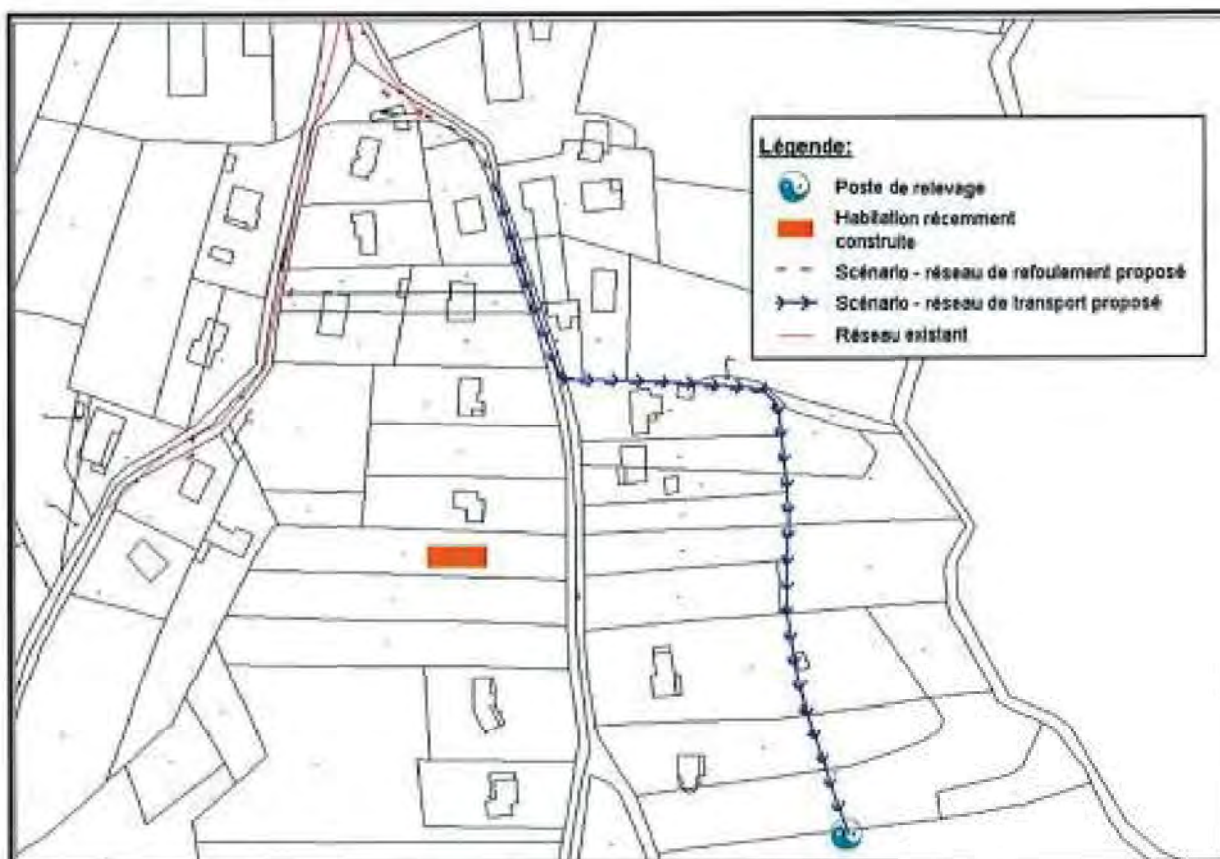 Légende:
Poste de relevage
Habitation récemment
construite
Scénario - réseau de refoulement proposé
Scénario - réseau de transport proposé
Réseau existant